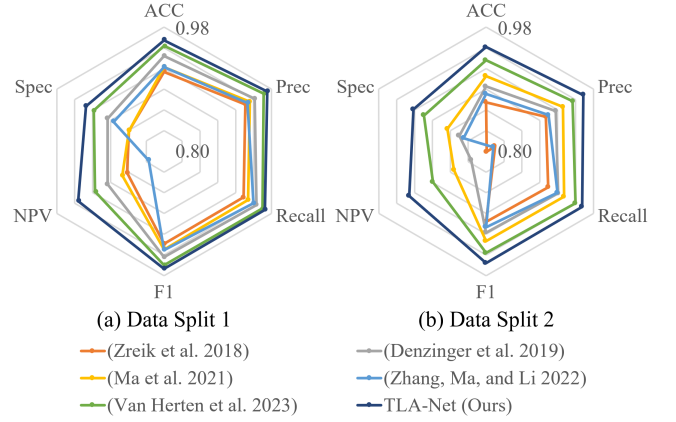 ACC
ACC
0.98
0.98
Spec
Prec
Spec
Prec
0.80
0.80
NPV
Recall
NPV
Recall
F1
F1
(a) Data Split 1
(b) Data Split 2
(Zreik et al. 2018)
(Denzinger et al. 2019)
(Ma et al. 2021)
(Zhang, Ma, and Li 2022)
(Van Herten et al. 2023)
TLA-Net (Ours)